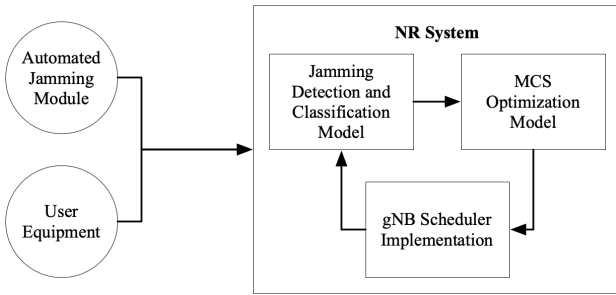 Automated
Jamming
Module
User
Equipment
NR System
Jamming
Detection and
Classification
Model
MCS
Optimization
Model
gNB Scheduler
Implementation